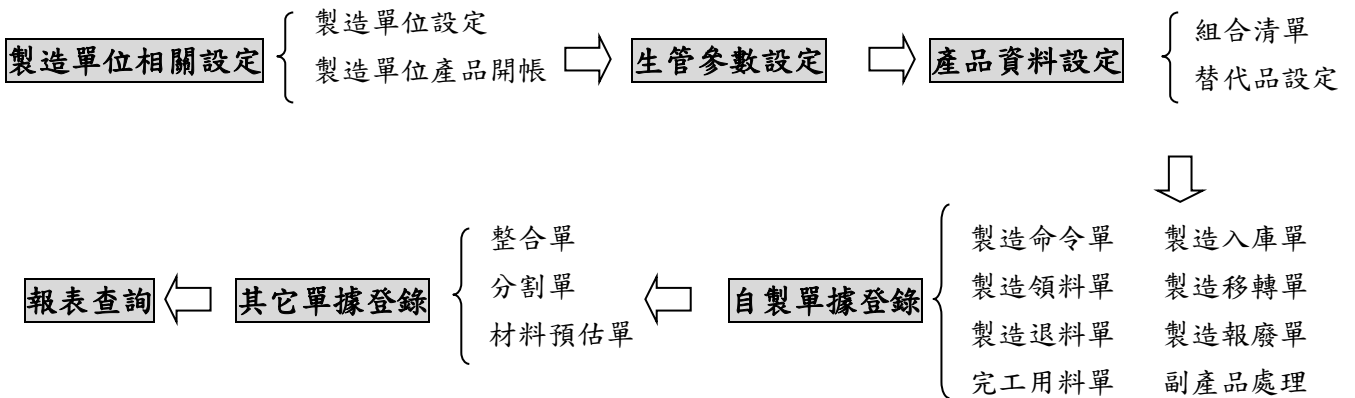 製造單位相關設定
製造單位設定
製造單位產品開帳
生管參數設定
產品資料設定
組合清單
替代品設定
自製單據登錄
製造命令單 製造入庫單
製造領料單 製造移轉單
製造退料單 製造報廢單
完工用料單 副產品處理
其它單據登錄
整合單
分割單
材料預估單
報表查詢